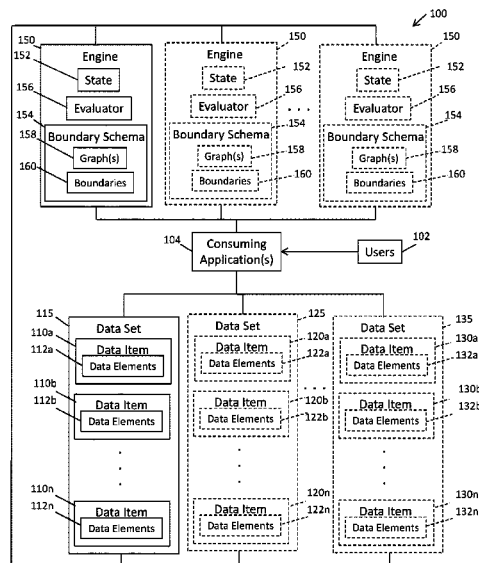 100
150
Engine
152
State
156
Evaluator
154
Boundary Schema
158
Graph(s)
160
Boundaries
150
Engine
152
State
156
Evaluator
154
Boundary Schema
158
Graph(s)
160
Boundaries
. . .
150
Engine
152
State
156
Evaluator
154
Boundary Schema
158
Graph(s)
160
Boundaries
104
Consuming
Application(s)
102
Users
115
Data Set
110a
Data Item
112a
Data Elements
110b
Data Item
112b
Data Elements
110n
Data Item
112n
Data Elements
125
Data Set
120a
Data Item
122a
Data Elements
120b
Data Item
122b
Data Elements
120n
Data Item
122n
Data Elements
. . .
135
Data Set
130a
Data Item
132a
Data Elements
130b
Data Item
132b
Data Elements
130n
Data Item
132n
Data Elements